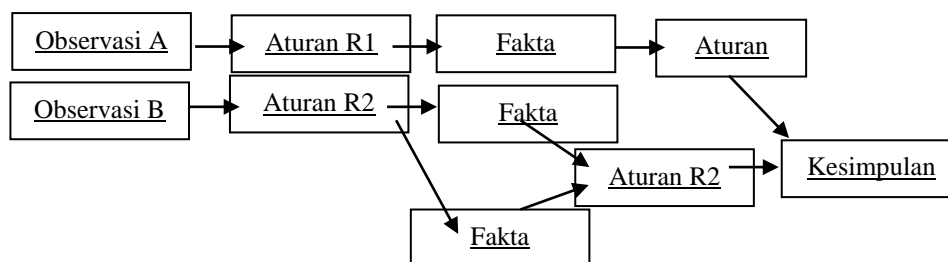 Observasi A
Aturan R1
Fakta
Aturan
Observasi B
Aturan R2
Fakta
Aturan R2
Kesimpulan
Fakta